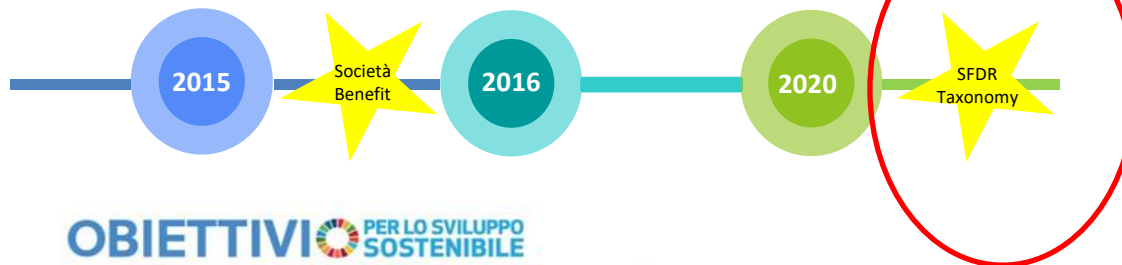 2015
Società
Benefit
2016
2020
SFDR
Taxonomy
OBIETTIVI PER LO SVILUPPO
SOSTENIBILE